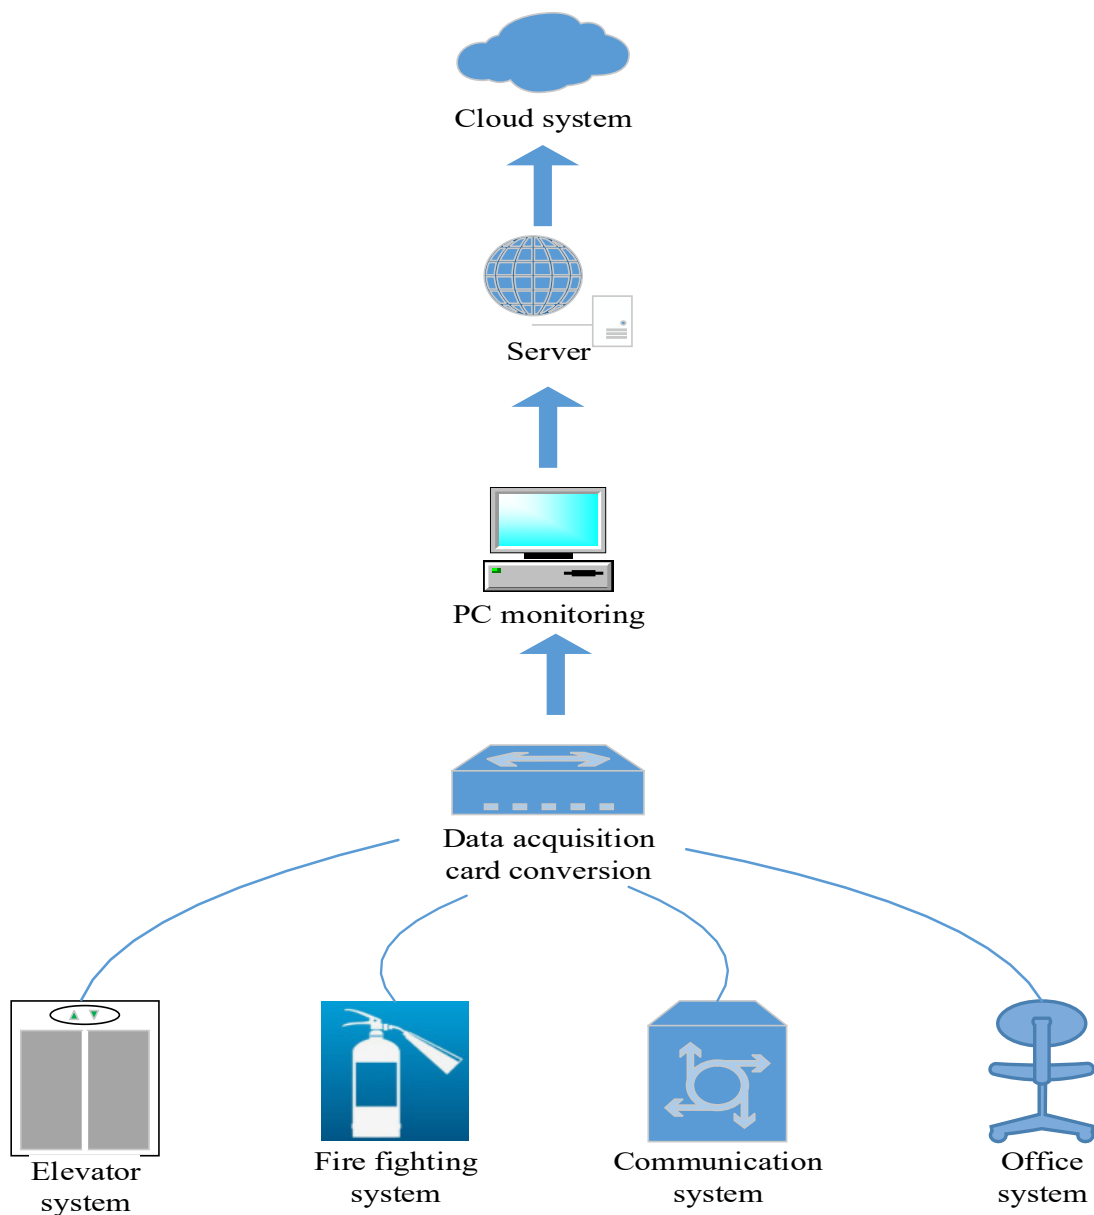 Cloud system
Server
PC monitoring
Data acquisition
card conversion
Elevator
system
Fire fighting
system
Communication
system
Office
system